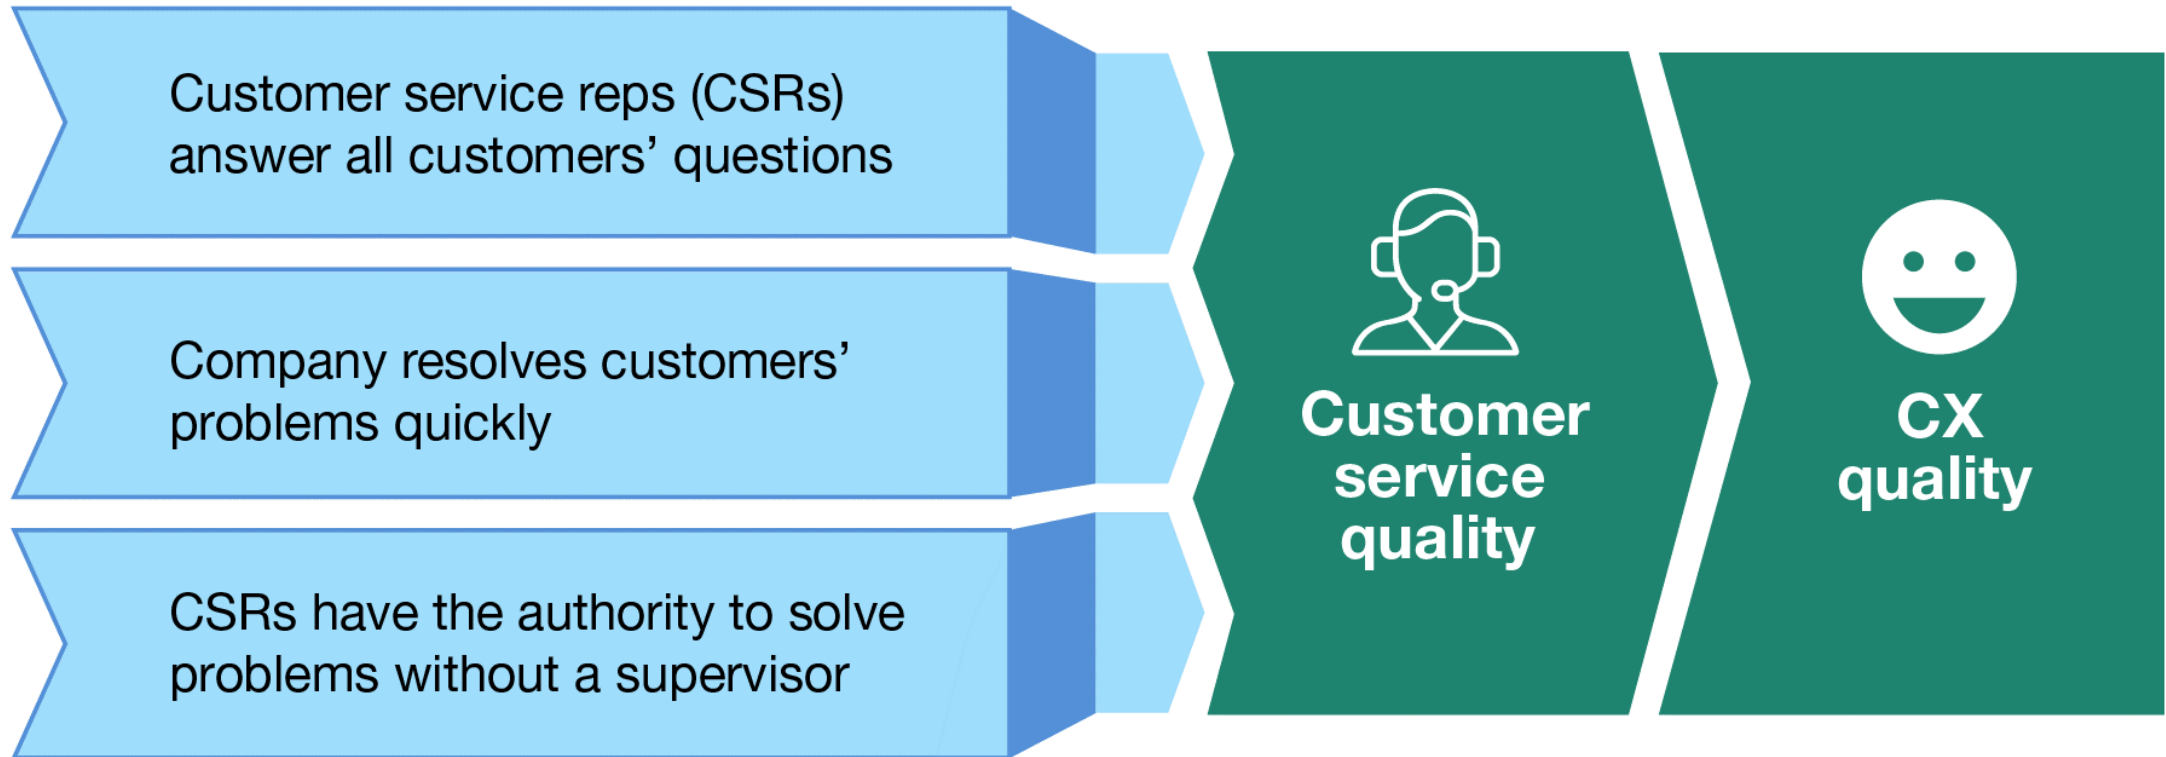 Customer service reps (CSRs)
answer all customers’ questions
Company resolves customers’
problems quickly
CSRs have the authority to solve
problems without a supervisor
Customer
service
quality
CX
quality